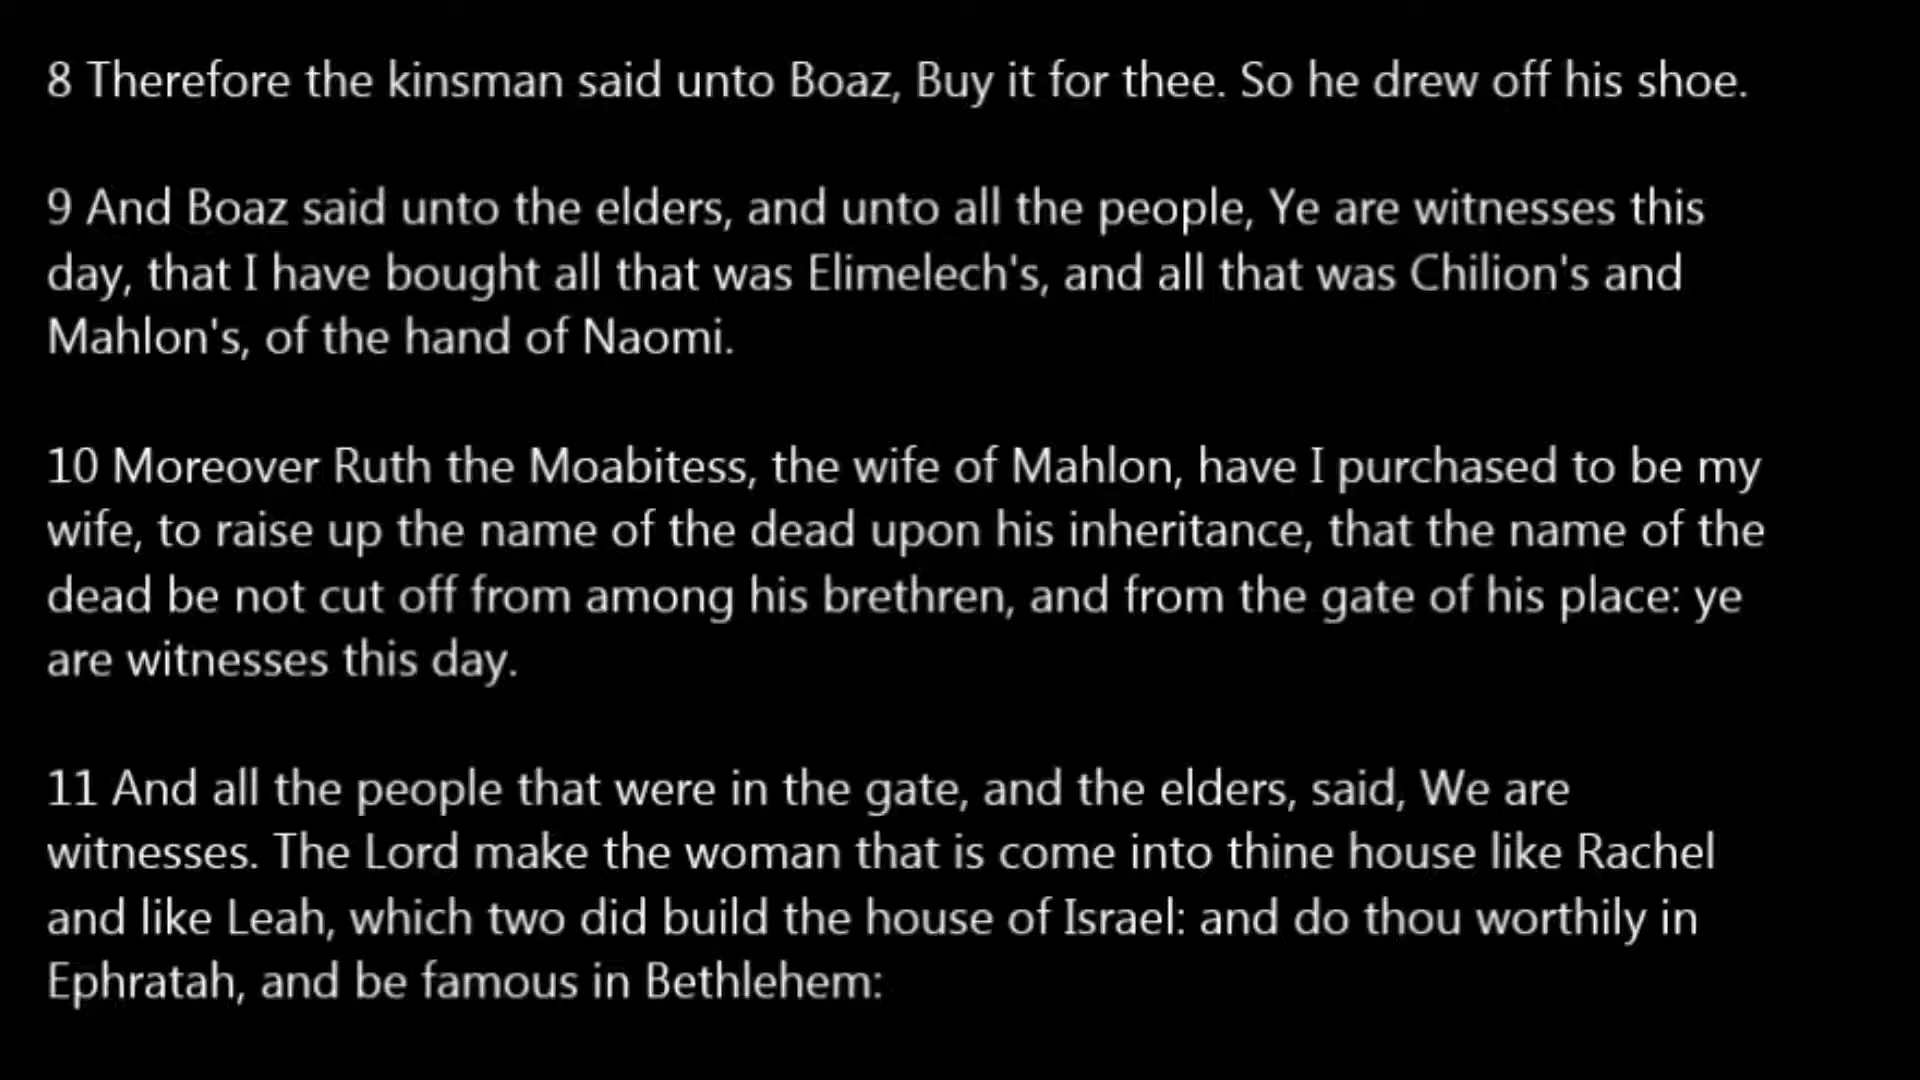 8 Therefore the kinsman said unto Boaz, Buy it for thee. So he drew off his shoe.
9 And Boaz said unto the elders, and unto all the people, Ye are witnesses this
day, that I have bought all that was Elimelech's, and all that was Chilion's and
Mahlon's, of the hand of Naomi.
10 Moreover Ruth the Moabitess, the wife of Mahlon, have I purchased to be my
wife, to raise up the name of the dead upon his inheritance, that the name of the
dead be not cut off from among his brethren, and from the gate of his place: ye
are witnesses this day.
11 And all the people that were in the gate, and the elders, said, We are
witnesses. The Lord make the woman that is come into thine house like Rachel
and like Leah, which two did build the house of Israel: and do thou worthily in
Ephratah, and be famous in Bethlehem: